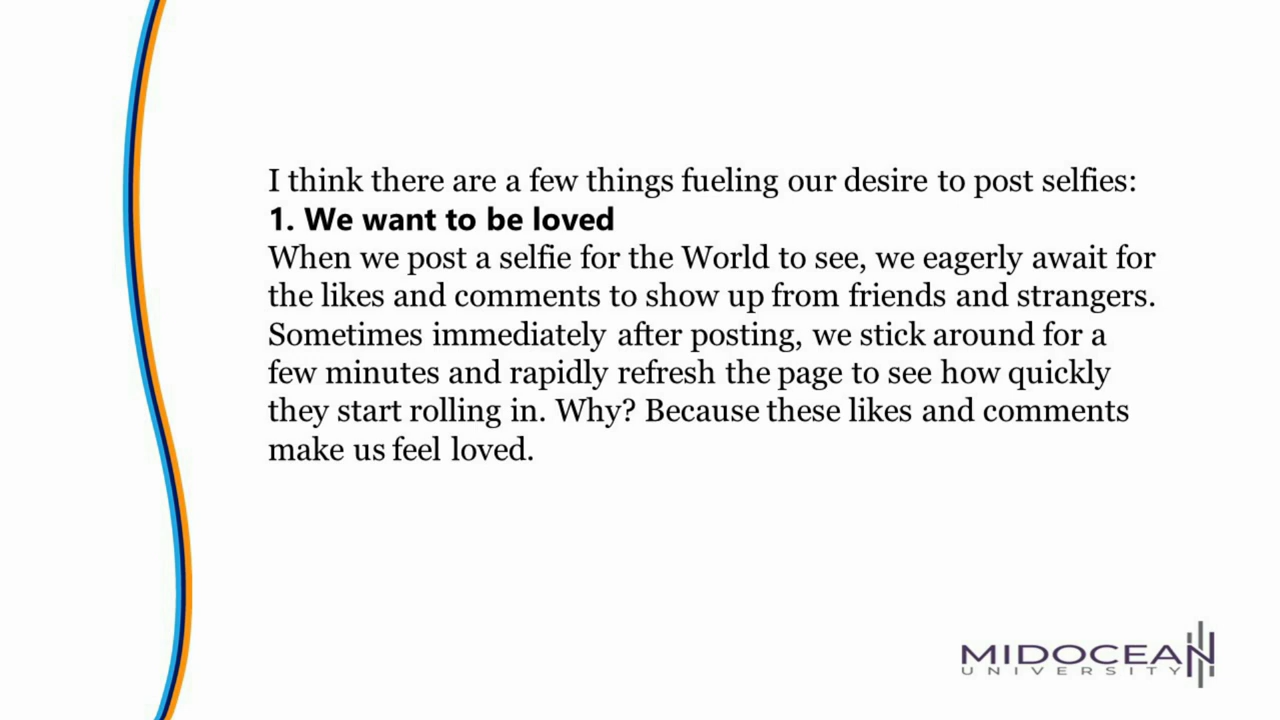 I think there are a few things fueling our desire to post selfies:
1. We want to be loved
When we post a selfie for the World to see, we eagerly await for
the likes and comments to show up from friends and strangers.
Sometimes immediately after posting, we stick around for a
few minutes and rapidly refresh the page to see how quickly
they start rolling in. Why? Because these likes and comments
make us feel loved.
MIDOCEAN
UNIVERSITY